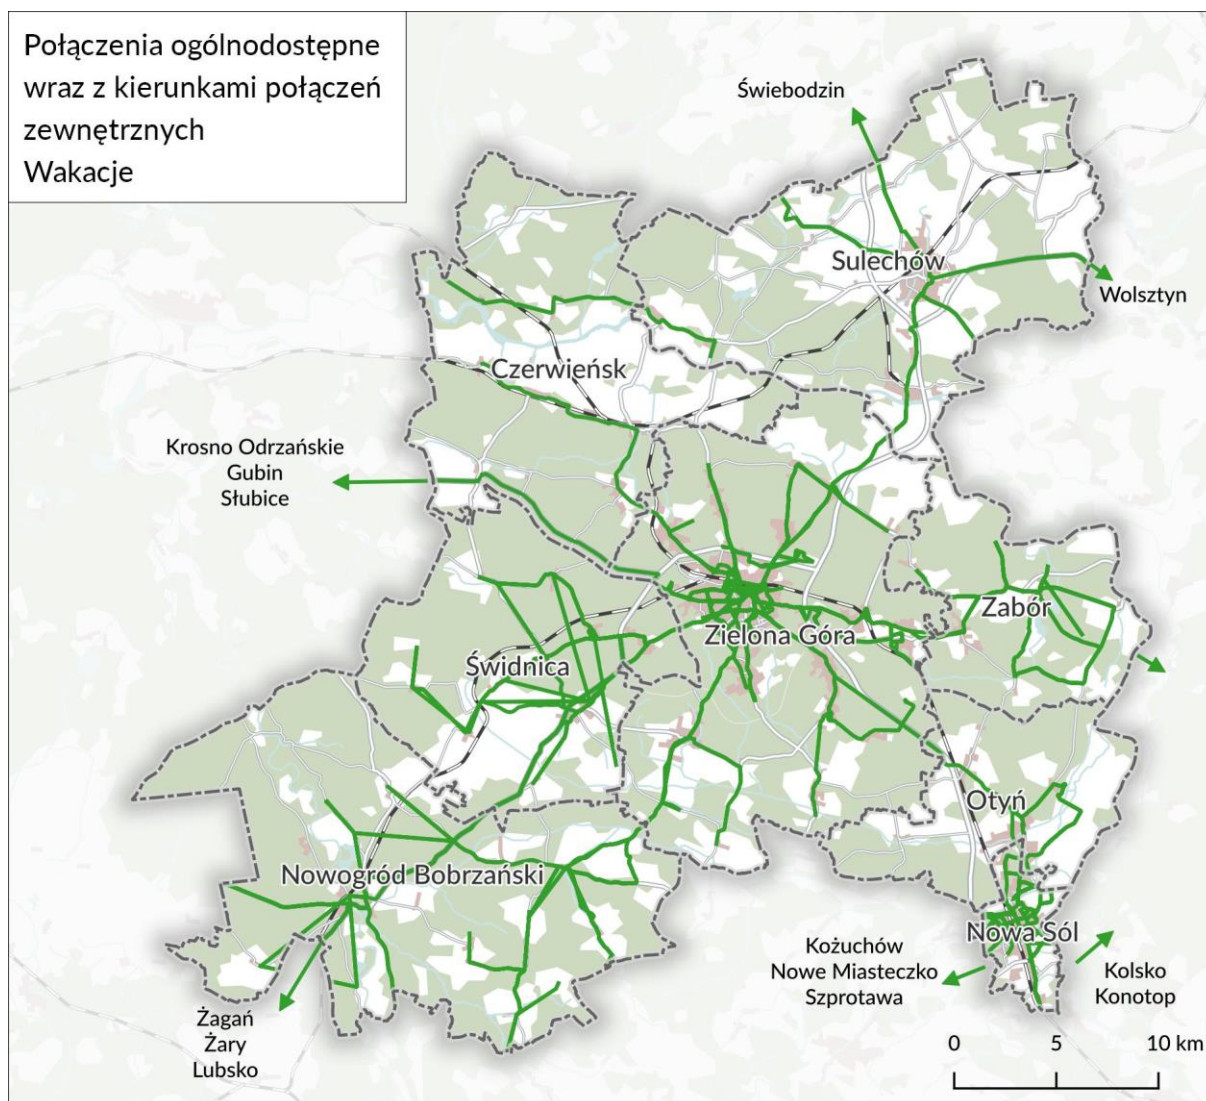 Połączenia ogólnodostępne
wraz z kierunkami połączeń
zewnętrznych
Wakacje
Świebodzin
Sulechów
Wolsztyn
Czerwieńsk
Krosno Odrzańskie
Gubin
Słubice
Zabór
Zielona Góra
Świdnica
Otyń
Nowogród Bobrzański
Nowa Sól
Kożuchów
Nowe Miasteczko
Szprotawa
Kolsko
Konotop
Żagań
Żary
Lubsko
0 5 10 km